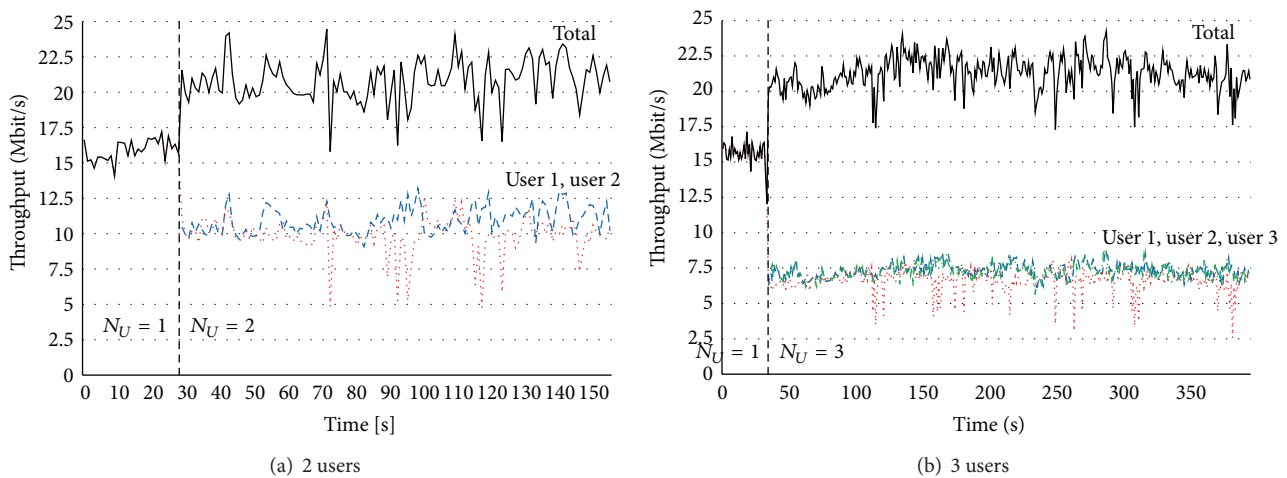 25
22.5
20
17.5
15
12.5
10
7.5
5
2.5
0
Throughput (Mbit/s)
Total
User 1, user 2
N_U = 1
N_U = 2
0 10 20 30 40 50 60 70 80 90 100 110 120 130 140 150
Time [s]
(a) 2 users
25
22.5
20
17.5
15
12.5
10
7.5
5
2.5
0
Throughput (Mbit/s)
Total
User 1, user 2, user 3
N_U = 1
N_U = 3
0 50 100 150 200 250 300 350
Time (s)
(b) 3 users